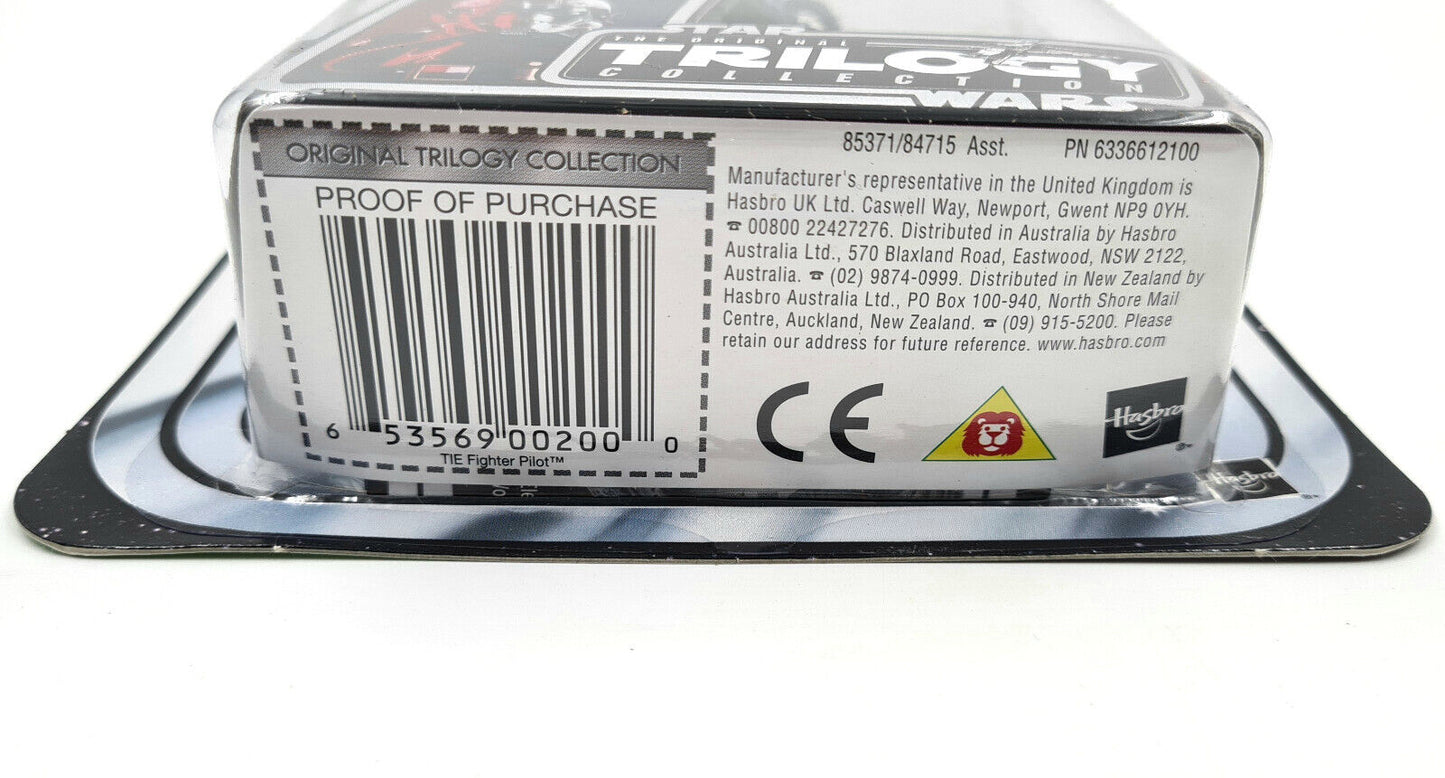 STAR
THE ORIGINAL
TRILOGY
COLLECTION
WARS
ORIGINAL TRILOGY COLLECTION
PROOF OF PURCHASE
6 53569 00200 0
TIE Fighter Pilot™
85371/84715 Asst. PN 6336612100
Manufacturer's representative in the United Kingdom is
Hasbro UK Ltd. Caswell Way, Newport, Gwent NP9 0YH.
☎ 00800 22427276. Distributed in Australia by Hasbro
Australia Ltd., 570 Blaxland Road, Eastwood, NSW 2122,
Australia. ☎ (02) 9874-0999. Distributed in New Zealand by
Hasbro Australia Ltd., PO Box 100-940, North Shore Mail
Centre, Auckland, New Zealand. ☎ (09) 915-5200. Please
retain our address for future reference. www.hasbro.com
CE
Hasbro
®
Hasbro
®